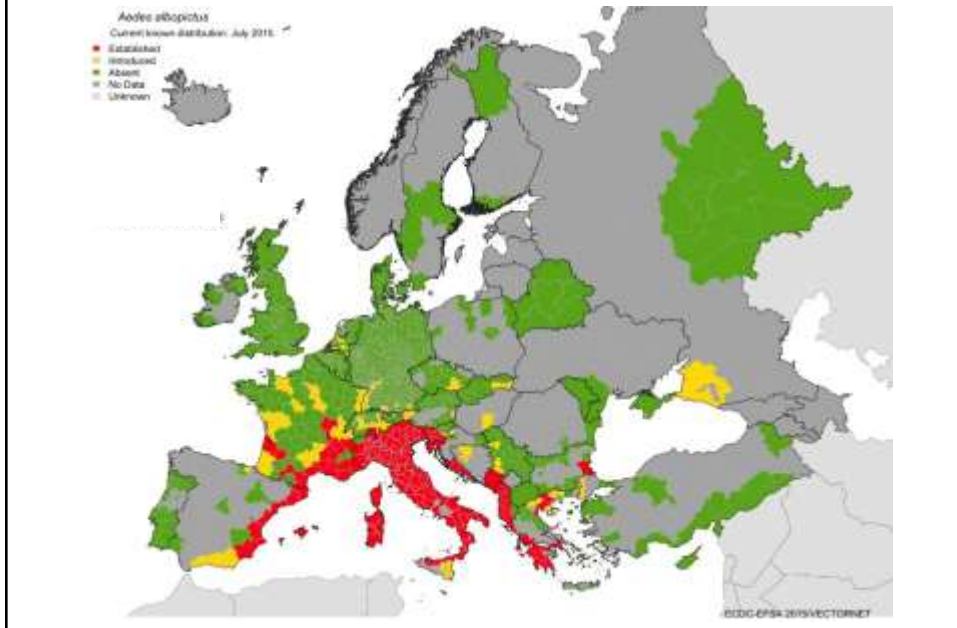 Aedes albopictus
Current known distribution: July 2015.
Established
Introduced
Absent
No Data
Unknown
ECDC-EFSA 2015/VECTORNET